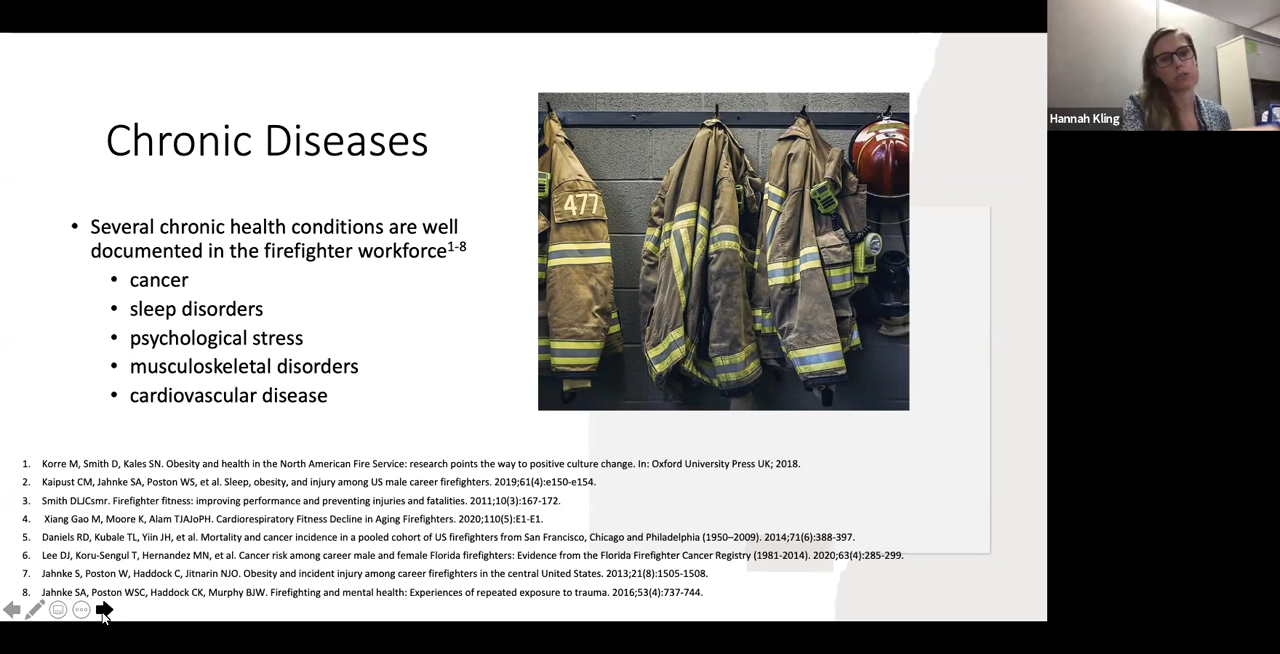 Chronic Diseases
• Several chronic health conditions are well
documented in the firefighter workforce1-8
• cancer
• sleep disorders
• psychological stress
• musculoskeletal disorders
• cardiovascular disease
477
Hannah Kling
1. Korre M, Smith D, Kales SN. Obesity and health in the North American Fire Service: research points the way to positive culture change. In: Oxford University Press UK; 2018.
2. Kaipust CM, Jahnke SA, Poston WS, et al. Sleep, obesity, and injury among US male career firefighters. 2019;61(4):e150-e154.
3. Smith DLJCsmr. Firefighter fitness: improving performance and preventing injuries and fatalities. 2011;10(3):167-172.
4. Xiang Gao M, Moore K, Alam TJAJoPH. Cardiorespiratory Fitness Decline in Aging Firefighters. 2020;110(5):E1-E1.
5. Daniels RD, Kubale TL, Yiin JH, et al. Mortality and cancer incidence in a pooled cohort of US firefighters from San Francisco, Chicago and Philadelphia (1950–2009). 2014;71(6):388-397.
6. Lee DJ, Koru-Sengul T, Hernandez MN, et al. Cancer risk among career male and female Florida firefighters: Evidence from the Florida Firefighter Cancer Registry (1981-2014). 2020;63(4):285-299.
7. Jahnke S, Poston W, Haddock C, Jitnarin NJO. Obesity and incident injury among career firefighters in the central United States. 2013;21(8):1505-1508.
8. Jahnke SA, Poston WSC, Haddock CK, Murphy BJW. Firefighting and mental health: Experiences of repeated exposure to trauma. 2016;53(4):737-744.